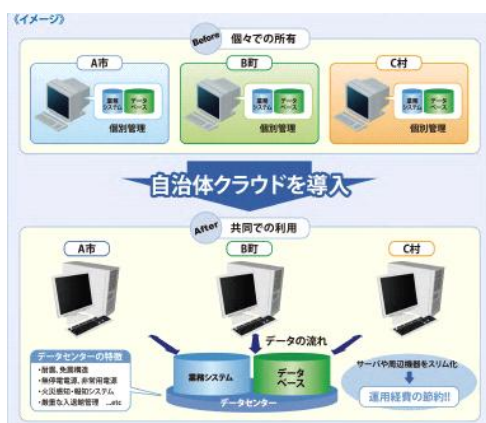 《イメージ》
Before 個々での所有
A市
B町
C村
業務
システム
データ
ベース
個別管理
業務
システム
データ
ベース
個別管理
業務
システム
データ
ベース
個別管理
自治体クラウドを導入
After 共同での利用
A市
B町
C村
データの流れ
データセンターの特徴
・耐震、免震構造
・無停電電源、非常用電源
・火災感知・報知システム
・厳重な入退館管理 …etc
業務システム
データ
ベース
データセンター
サーバや周辺機器をスリム化
運用経費の節約!!